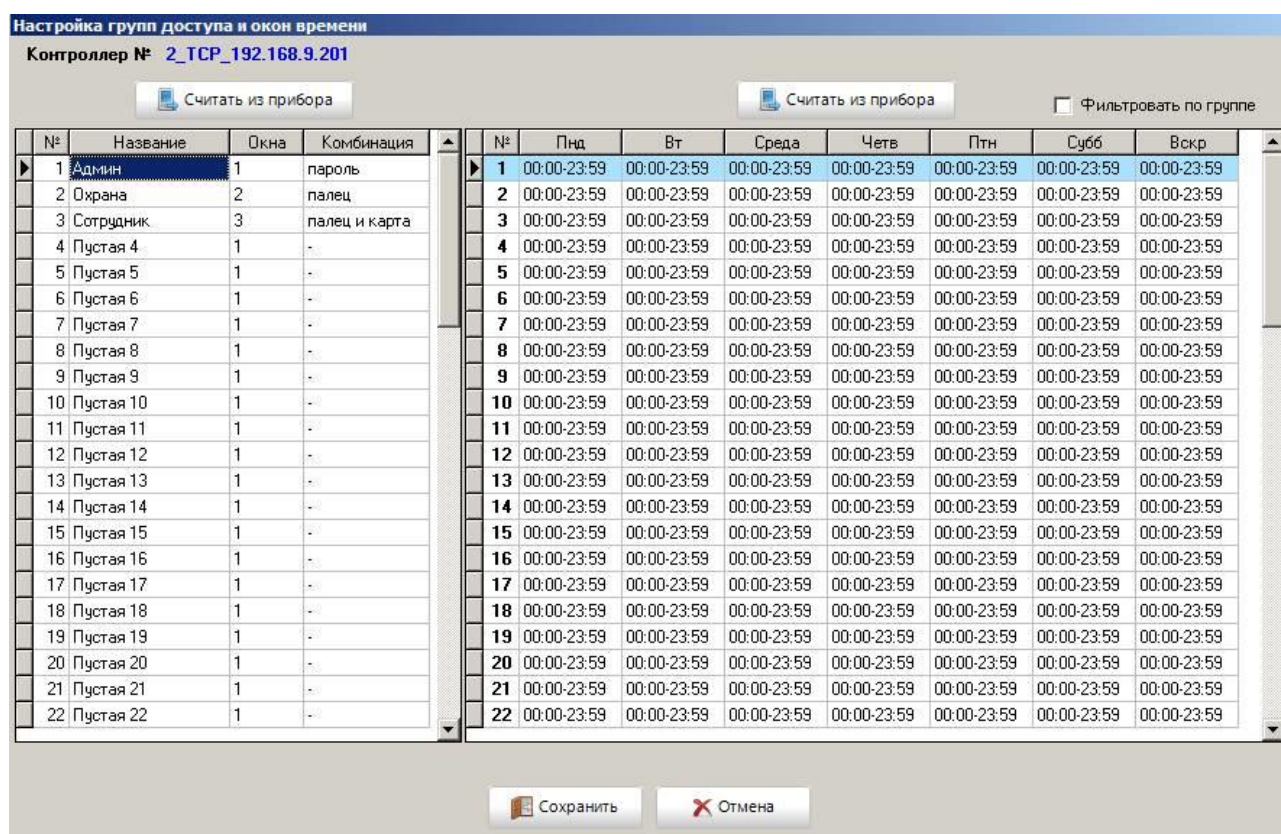 Настройка групп доступа и окон времени
Контроллер № 2_TCP_192.168.9.201
Считать из прибора Считать из прибора Фильтровать по группе
№ Название Окна Комбинация № Пнд Вт Среда Четв Птн Субб Вскр
1 Админ 1 пароль 1 00:00-23:59 00:00-23:59 00:00-23:59 00:00-23:59 00:00-23:59 00:00-23:59 00:00-23:59
2 Охрана 2 палец 2 00:00-23:59 00:00-23:59 00:00-23:59 00:00-23:59 00:00-23:59 00:00-23:59 00:00-23:59
3 Сотрудник 3 палец и карта 3 00:00-23:59 00:00-23:59 00:00-23:59 00:00-23:59 00:00-23:59 00:00-23:59 00:00-23:59
4 Пустая 4 1 - 4 00:00-23:59 00:00-23:59 00:00-23:59 00:00-23:59 00:00-23:59 00:00-23:59 00:00-23:59
5 Пустая 5 1 - 5 00:00-23:59 00:00-23:59 00:00-23:59 00:00-23:59 00:00-23:59 00:00-23:59 00:00-23:59
6 Пустая 6 1 - 6 00:00-23:59 00:00-23:59 00:00-23:59 00:00-23:59 00:00-23:59 00:00-23:59 00:00-23:59
7 Пустая 7 1 - 7 00:00-23:59 00:00-23:59 00:00-23:59 00:00-23:59 00:00-23:59 00:00-23:59 00:00-23:59
8 Пустая 8 1 - 8 00:00-23:59 00:00-23:59 00:00-23:59 00:00-23:59 00:00-23:59 00:00-23:59 00:00-23:59
9 Пустая 9 1 - 9 00:00-23:59 00:00-23:59 00:00-23:59 00:00-23:59 00:00-23:59 00:00-23:59 00:00-23:59
10 Пустая 10 1 - 10 00:00-23:59 00:00-23:59 00:00-23:59 00:00-23:59 00:00-23:59 00:00-23:59 00:00-23:59
11 Пустая 11 1 - 11 00:00-23:59 00:00-23:59 00:00-23:59 00:00-23:59 00:00-23:59 00:00-23:59 00:00-23:59
12 Пустая 12 1 - 12 00:00-23:59 00:00-23:59 00:00-23:59 00:00-23:59 00:00-23:59 00:00-23:59 00:00-23:59
13 Пустая 13 1 - 13 00:00-23:59 00:00-23:59 00:00-23:59 00:00-23:59 00:00-23:59 00:00-23:59 00:00-23:59
14 Пустая 14 1 - 14 00:00-23:59 00:00-23:59 00:00-23:59 00:00-23:59 00:00-23:59 00:00-23:59 00:00-23:59
15 Пустая 15 1 - 15 00:00-23:59 00:00-23:59 00:00-23:59 00:00-23:59 00:00-23:59 00:00-23:59 00:00-23:59
16 Пустая 16 1 - 16 00:00-23:59 00:00-23:59 00:00-23:59 00:00-23:59 00:00-23:59 00:00-23:59 00:00-23:59
17 Пустая 17 1 - 17 00:00-23:59 00:00-23:59 00:00-23:59 00:00-23:59 00:00-23:59 00:00-23:59 00:00-23:59
18 Пустая 18 1 - 18 00:00-23:59 00:00-23:59 00:00-23:59 00:00-23:59 00:00-23:59 00:00-23:59 00:00-23:59
19 Пустая 19 1 - 19 00:00-23:59 00:00-23:59 00:00-23:59 00:00-23:59 00:00-23:59 00:00-23:59 00:00-23:59
20 Пустая 20 1 - 20 00:00-23:59 00:00-23:59 00:00-23:59 00:00-23:59 00:00-23:59 00:00-23:59 00:00-23:59
21 Пустая 21 1 - 21 00:00-23:59 00:00-23:59 00:00-23:59 00:00-23:59 00:00-23:59 00:00-23:59 00:00-23:59
22 Пустая 22 1 - 22 00:00-23:59 00:00-23:59 00:00-23:59 00:00-23:59 00:00-23:59 00:00-23:59 00:00-23:59
Сохранить Отмена